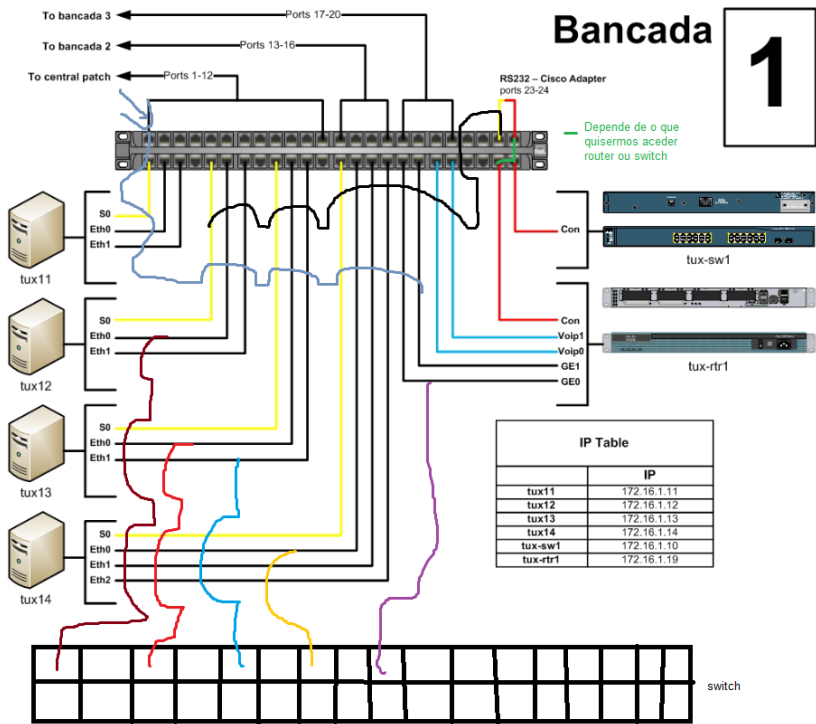 To bancada 3
Ports 17-20
Bancada
1
To bancada 2
Ports 13-16
To central patch
Ports 1-12
RS232 – Cisco Adapter
ports 23-24
Depende de o que
quisermos aceder
router ou switch
S0
Eth0
Eth1
tux11
Con
tux-sw1
S0
Eth0
Eth1
tux12
Con
Voip1
Voip0
GE1
GE0
tux-rtr1
S0
Eth0
Eth1
tux13
IP Table
IP
tux11 172.16.1.11
tux12 172.16.1.12
tux13 172.16.1.13
tux14 172.16.1.14
tux-sw1 172.16.1.10
tux-rtr1 172.16.1.19
S0
Eth0
Eth1
Eth2
tux14
switch